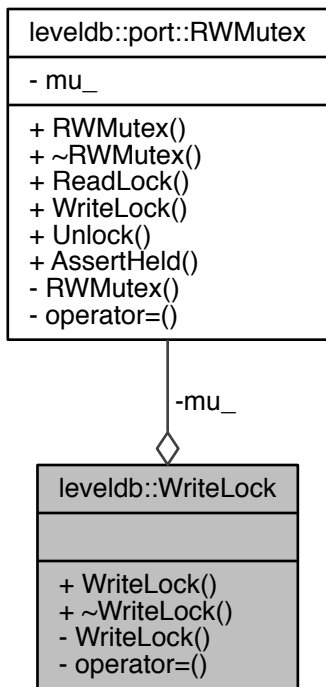 leveldb::port::RWMutex
- mu_
+ RWMutex()
+ ~RWMutex()
+ ReadLock()
+ WriteLock()
+ Unlock()
+ AssertHeld()
- RWMutex()
- operator=()
-mu_
leveldb::WriteLock
+ WriteLock()
+ ~WriteLock()
- WriteLock()
- operator=()